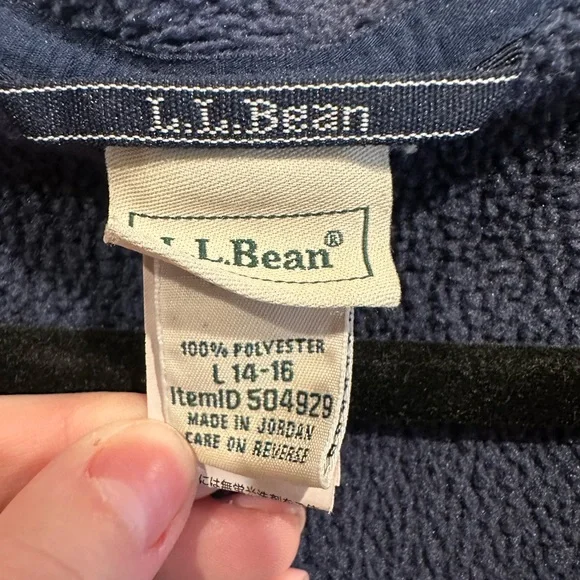 L.L.Bean
L.L.Bean®
100% POLYESTER
L 14-16
ItemID 504929
MADE IN JORDAN
CARE ON REVERSE